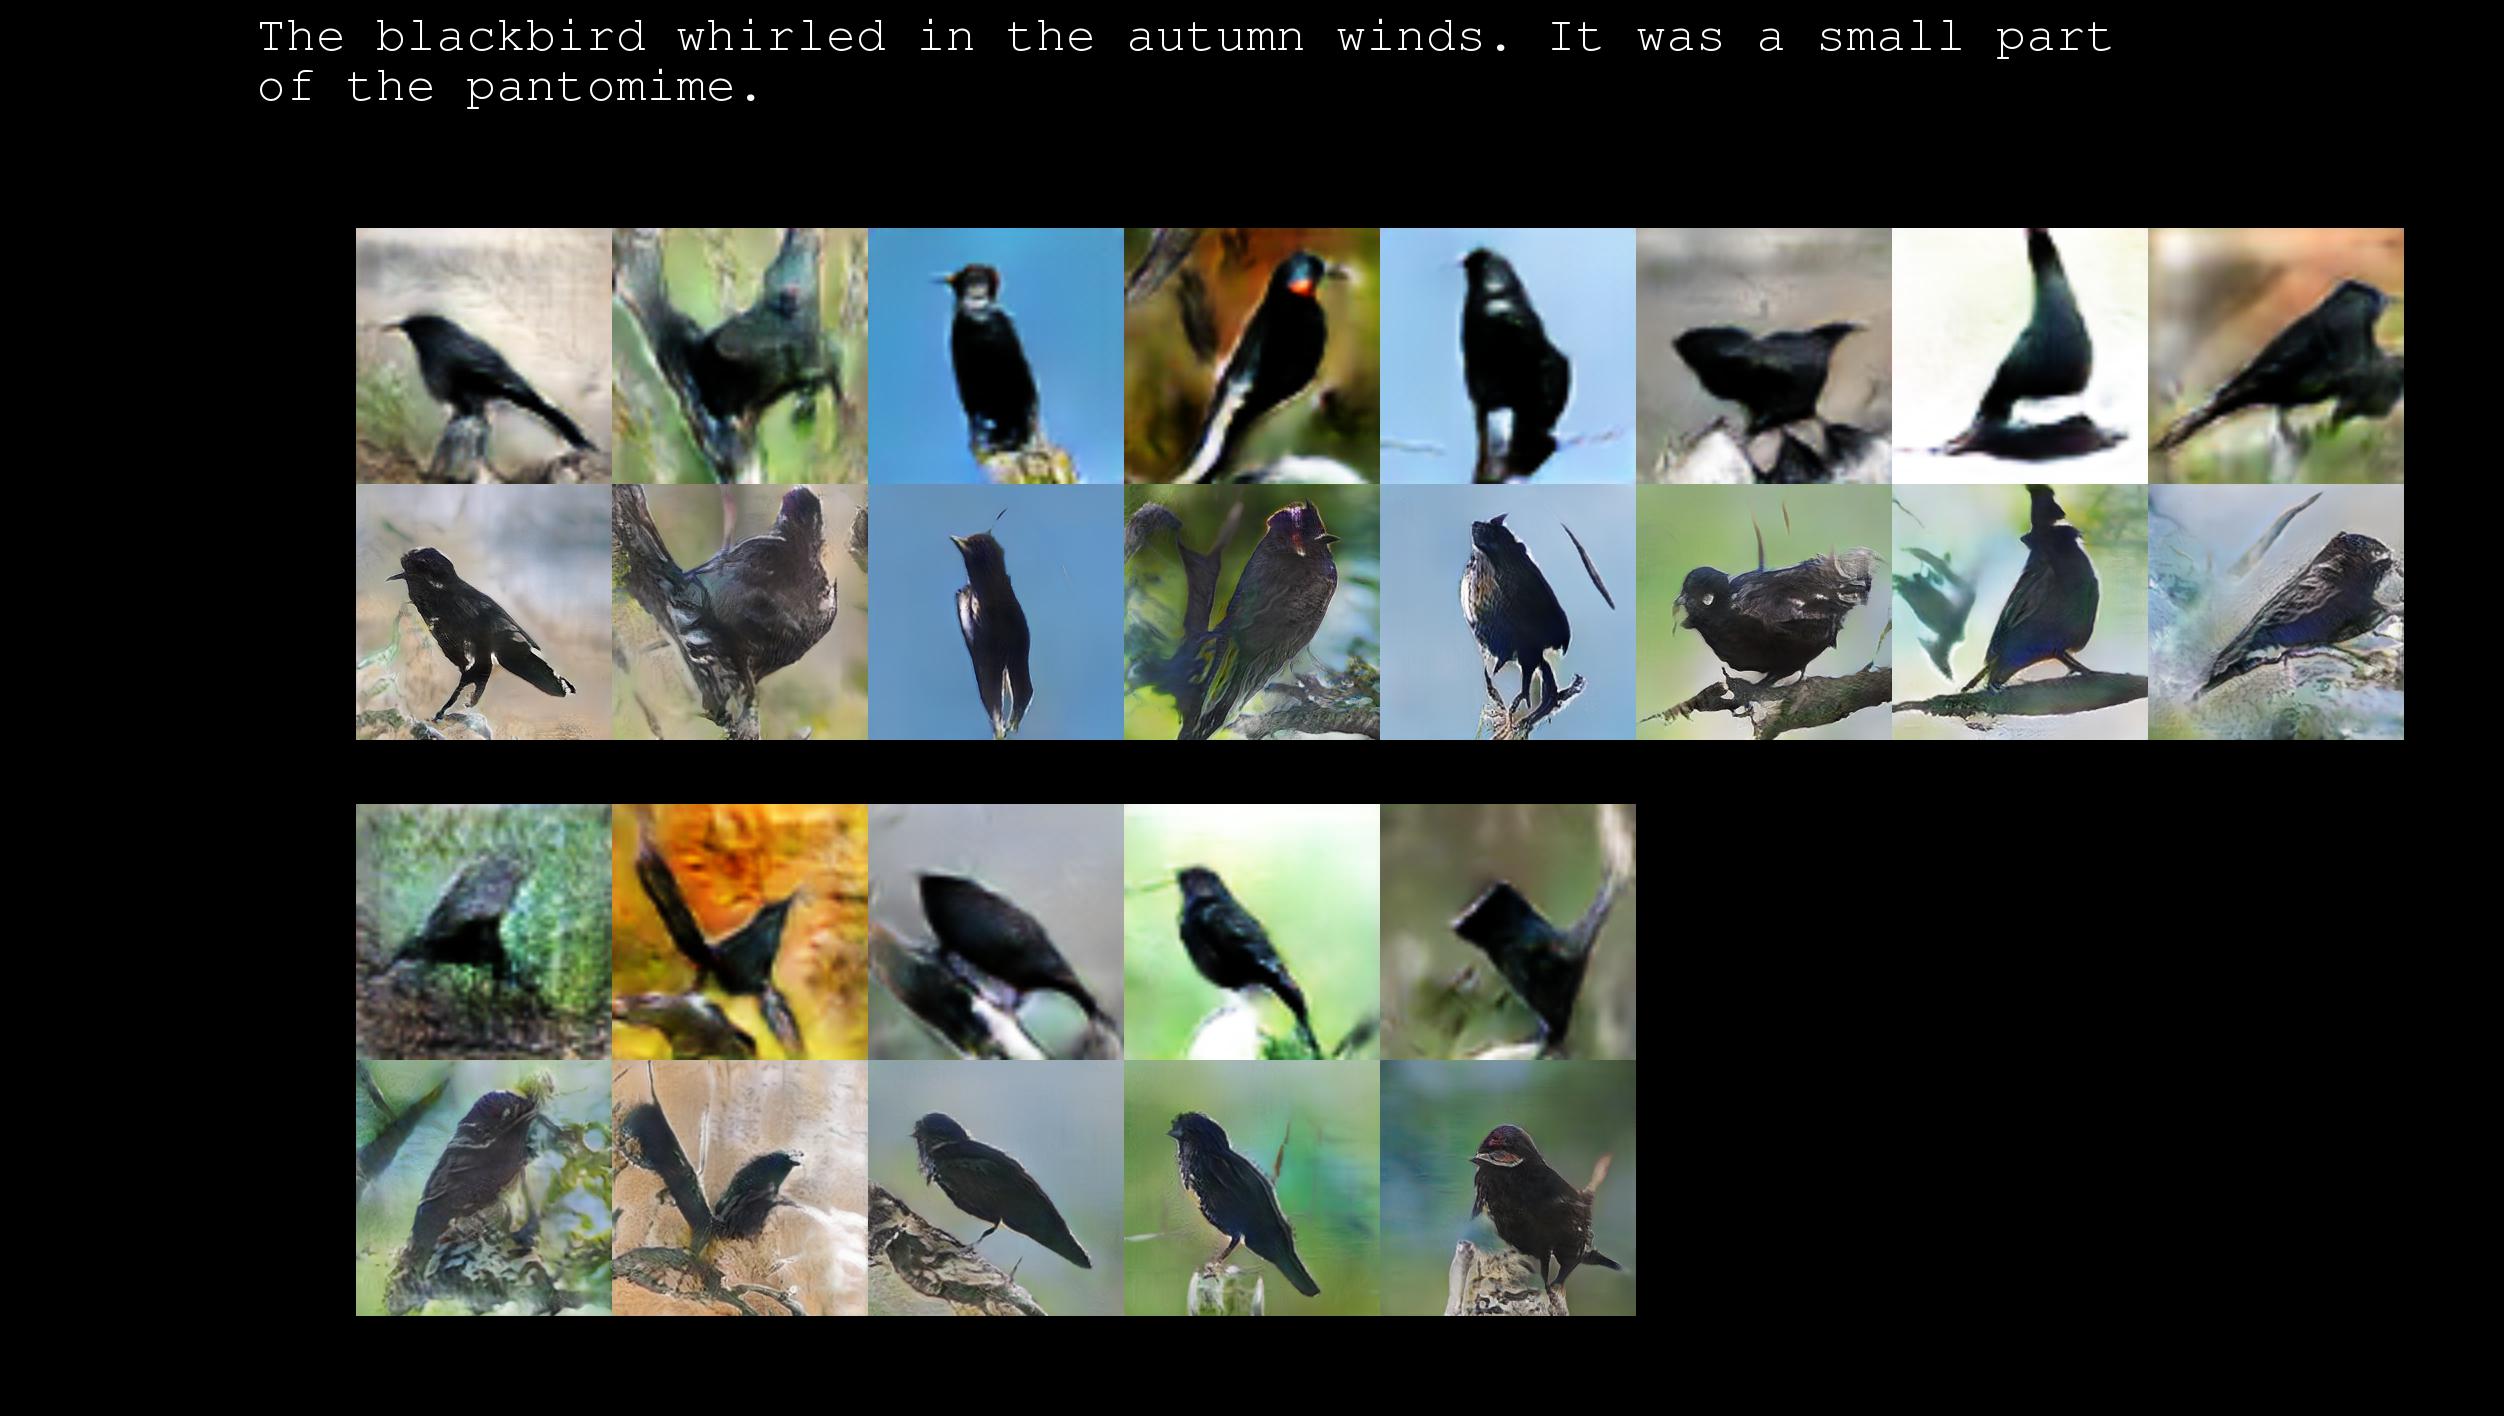 The blackbird whirled in the autumn winds. It was a small part
of the pantomime.